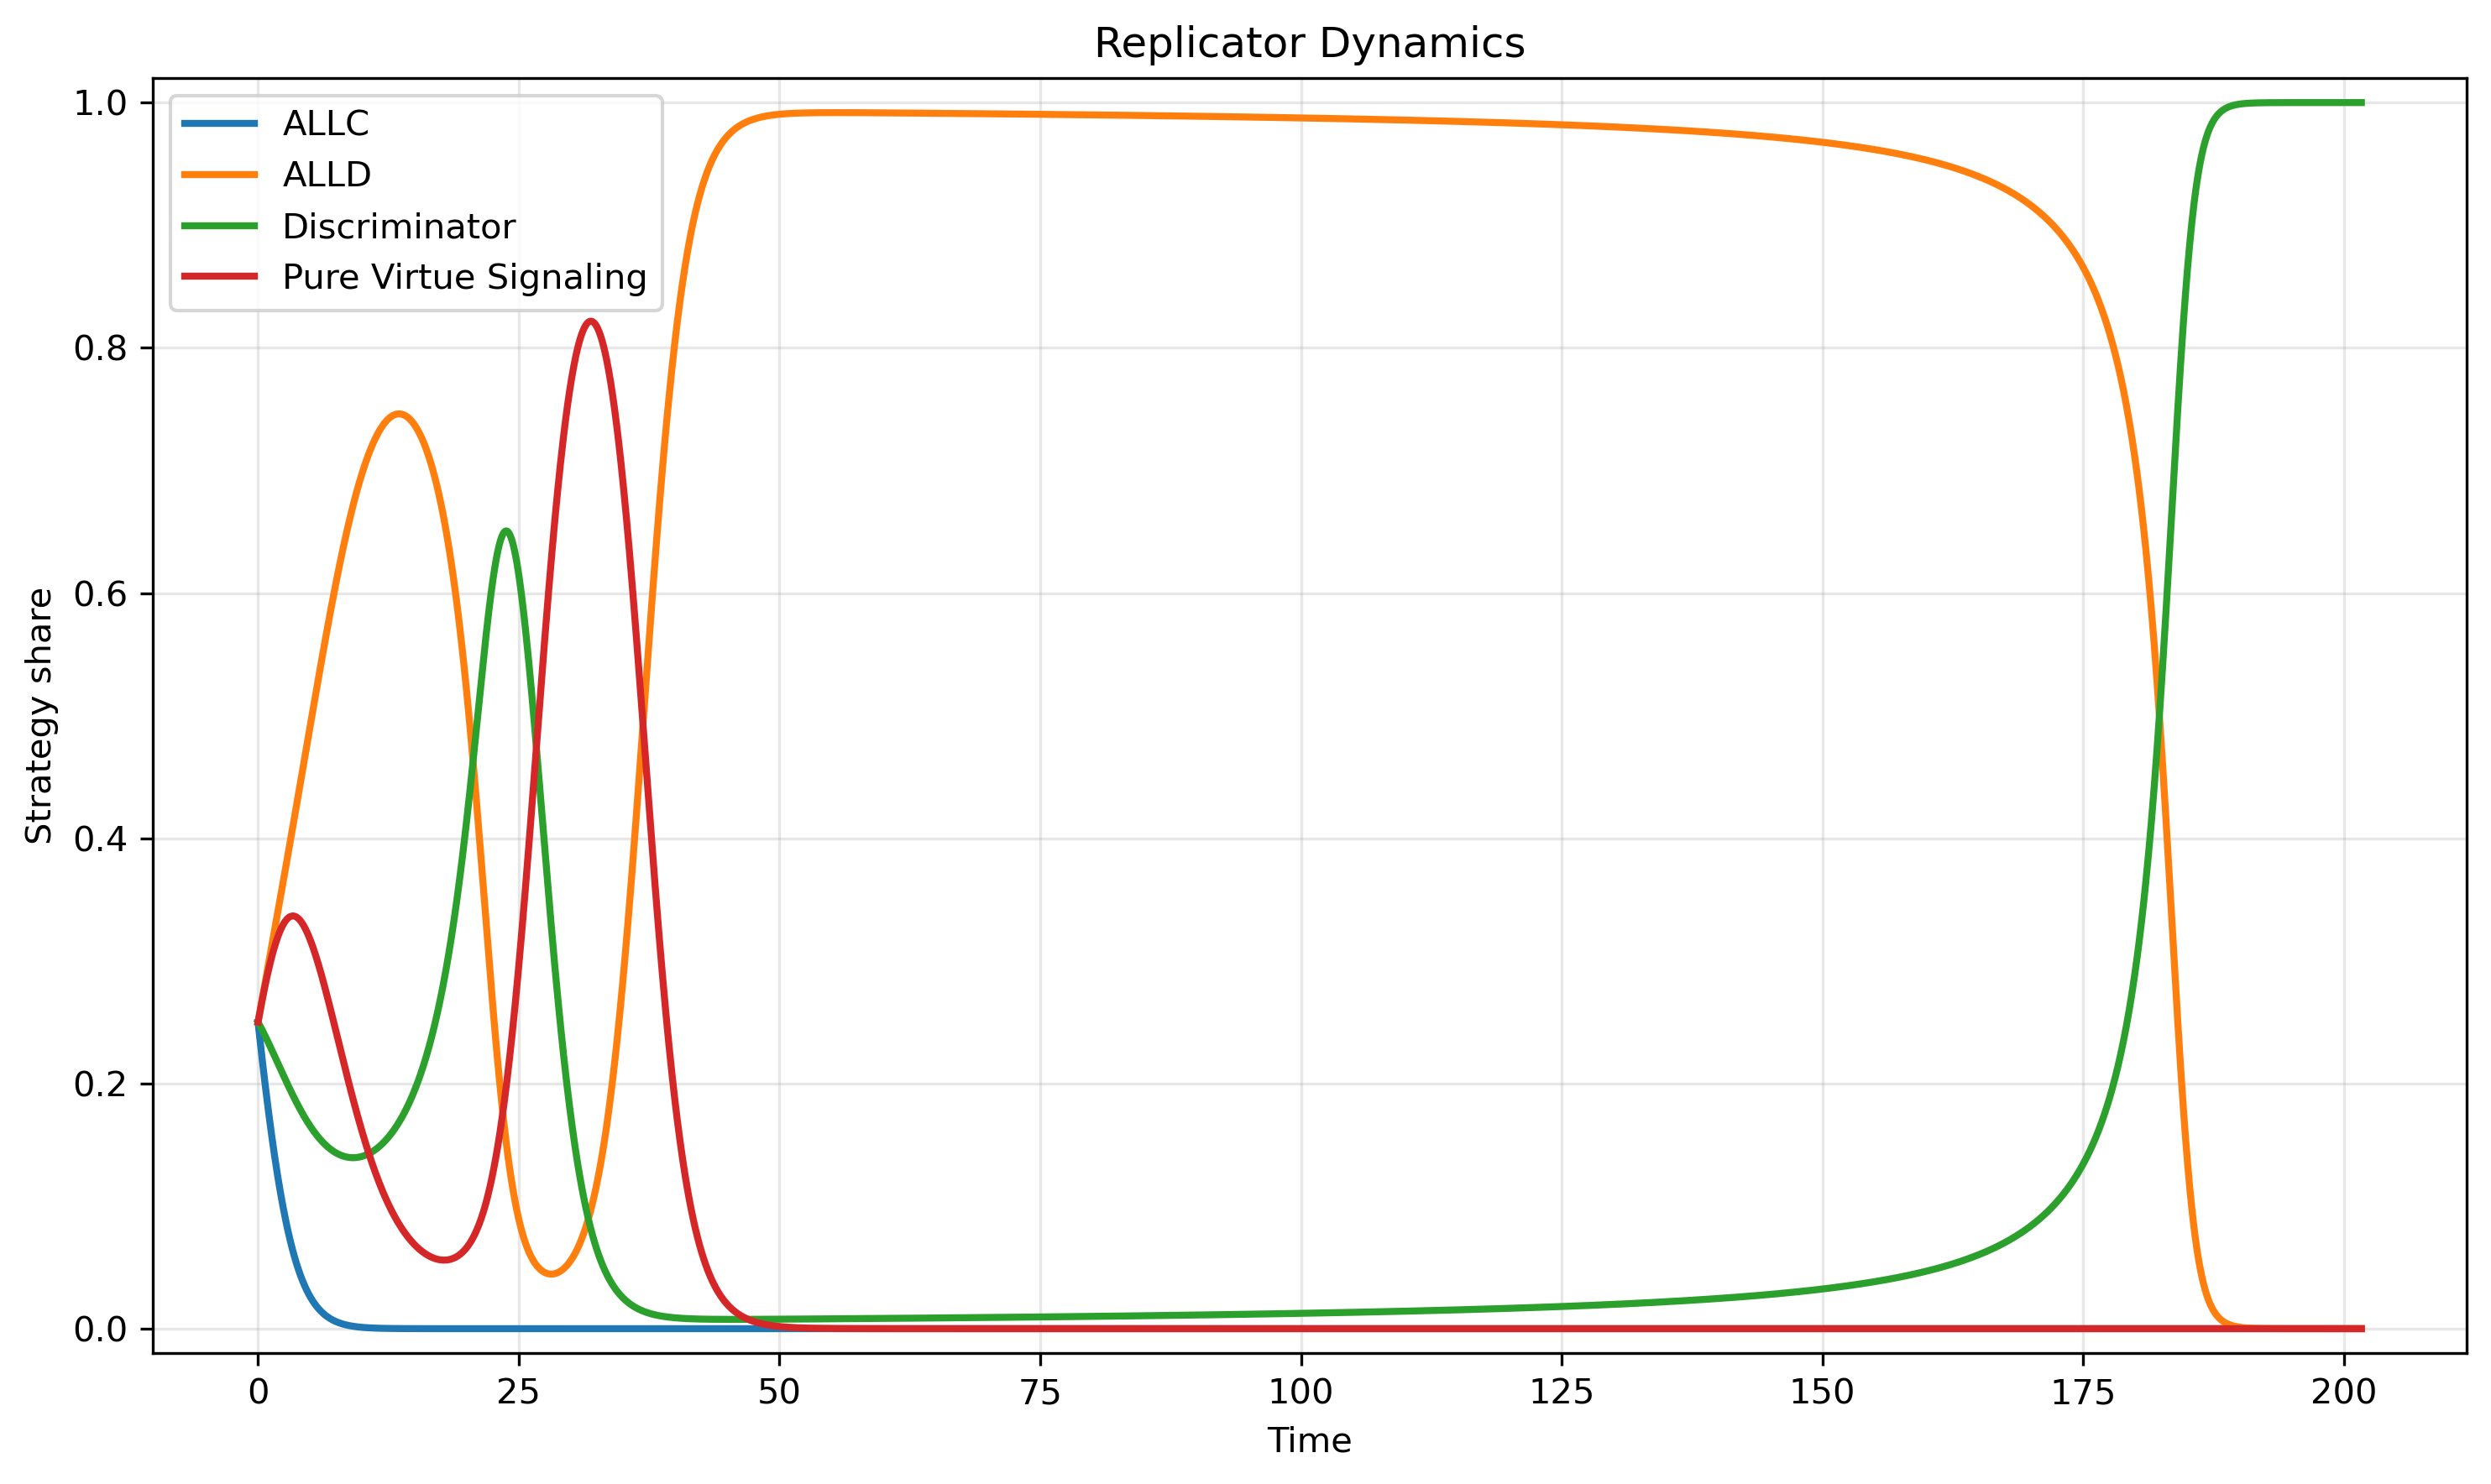 Replicator Dynamics
ALLC
ALLD
Discriminator
Pure Virtue Signaling
Strategy share
1.0
0.8
0.6
0.4
0.2
0.0
0 25 50 75 100 125 150 175 200
Time